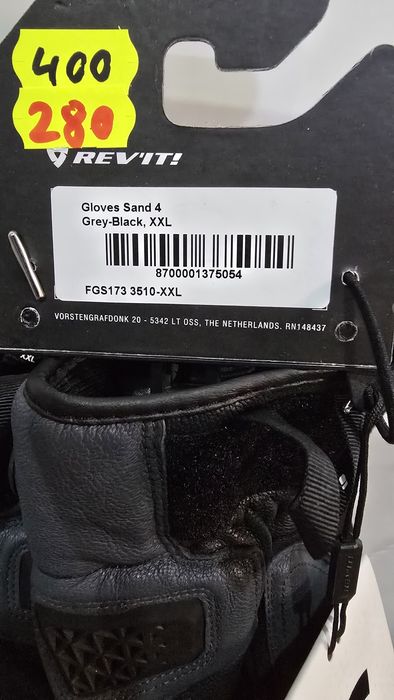 400
280
REV'IT!
Gloves Sand 4
Grey-Black, XXL
8700001375054
FGS173 3510-XXL
VORSTENGRAFDONK 20 - 5342 LT OSS, THE NETHERLANDS. RN148437
XXL